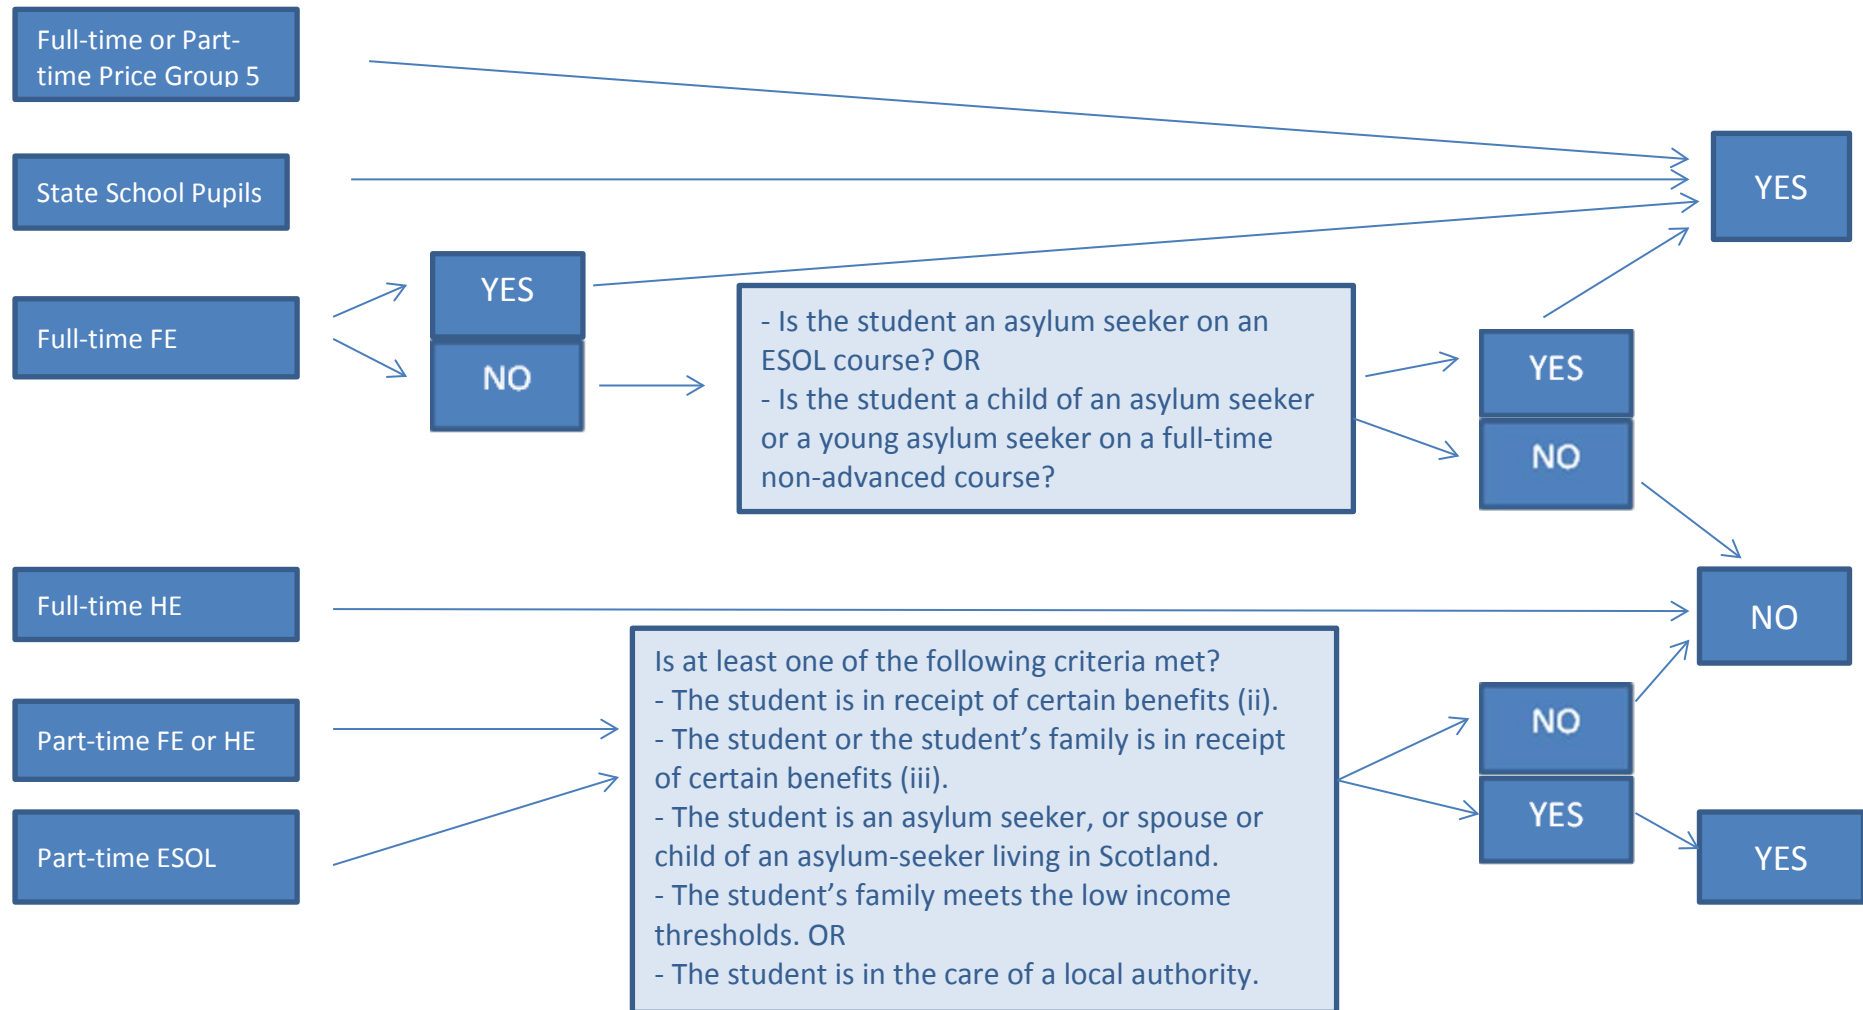 Full-time or Part-
time Price Group 5
YES
State School Pupils
Full-time FE
YES
NO
- Is the student an asylum seeker on an
ESOL course? OR
- Is the student a child of an asylum seeker
or a young asylum seeker on a full-time
non-advanced course?
YES
NO
Full-time HE
NO
Part-time FE or HE
Part-time ESOL
Is at least one of the following criteria met?
- The student is in receipt of certain benefits (ii).
- The student or the student’s family is in receipt
of certain benefits (iii).
- The student is an asylum seeker, or spouse or
child of an asylum-seeker living in Scotland.
- The student’s family meets the low income
thresholds. OR
- The student is in the care of a local authority.
NO
YES
YES